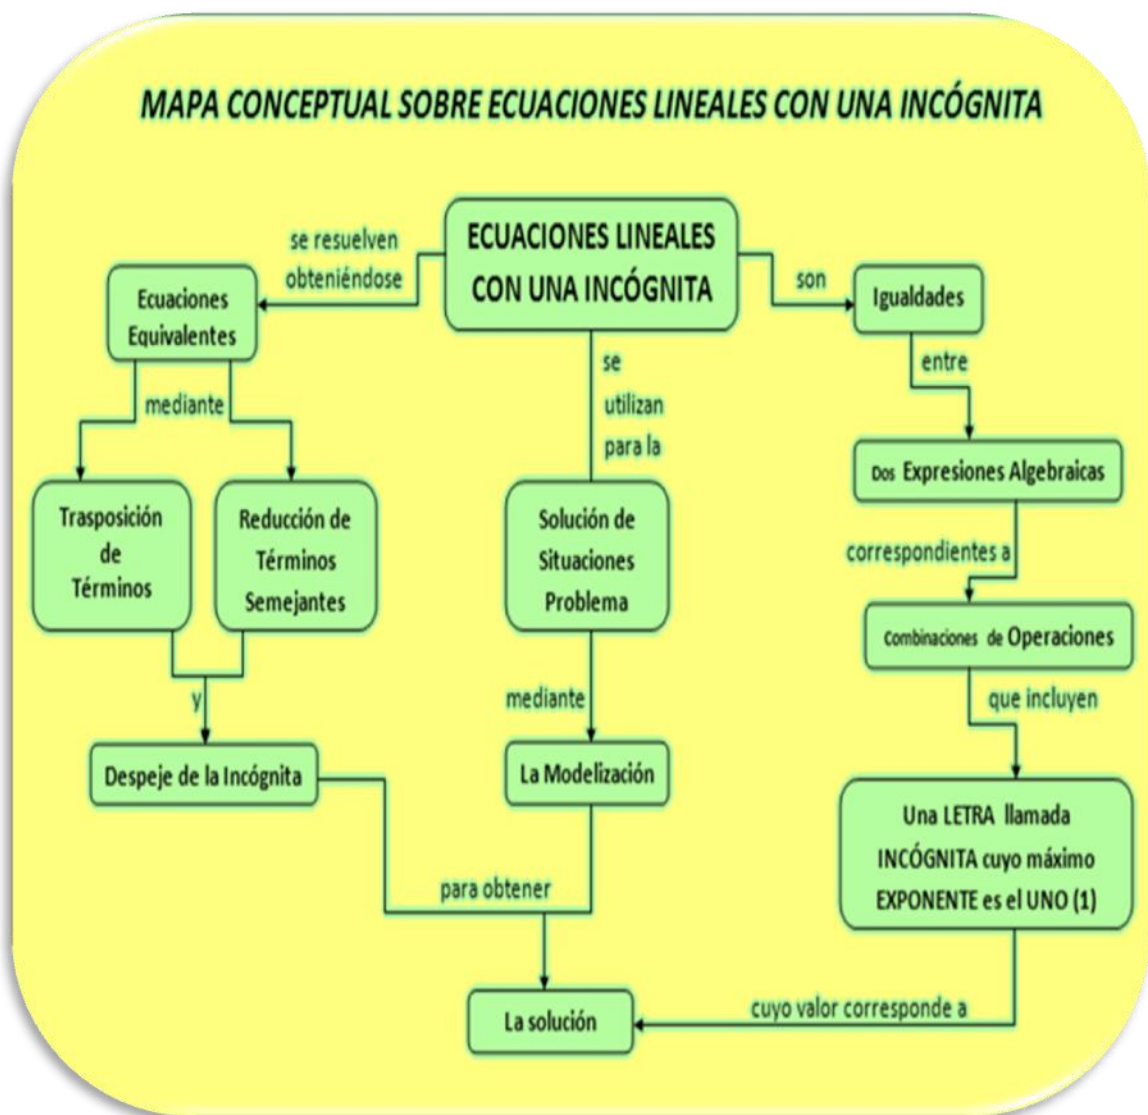 MAPA CONCEPTUAL SOBRE ECUACIONES LINEALES CON UNA INCÓGNITA
ECUACIONES LINEALES
CON UNA INCÓGNITA
se resuelven
obteniéndose
Ecuaciones
Equivalentes
mediante
Trasposición
de
Términos
Reducción de
Términos
Semejantes
y
Despeje de la Incógnita
se
utilizan
para la
Solución de
Situaciones
Problema
mediante
La Modelización
para obtener
son
Igualdades
entre
Dos Expresiones Algebraicas
correspondientes a
Combinaciones de Operaciones
que incluyen
Una LETRA llamada
INCÓGNITA cuyo máximo
EXPONENTE es el UNO (1)
cuyo valor corresponde a
La solución